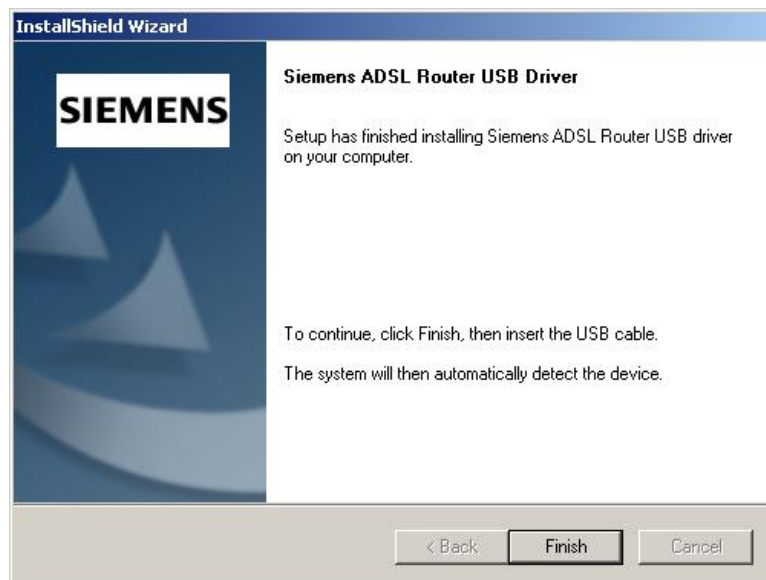 InstallShield Wizard
SIEMENS
Siemens ADSL Router USB Driver
Setup has finished installing Siemens ADSL Router USB driver
on your computer.
To continue, click Finish, then insert the USB cable.
The system will then automatically detect the device.
< Back Finish Cancel